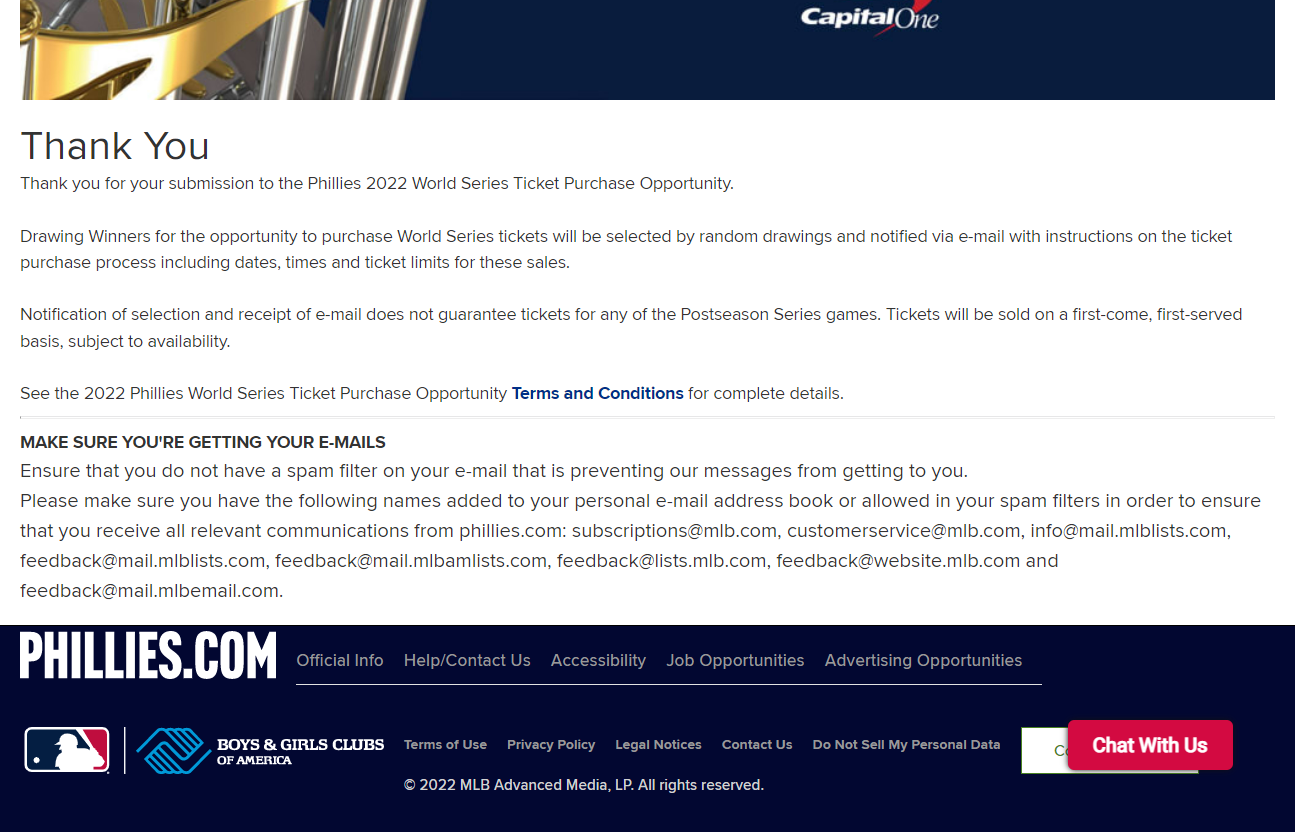 Capital One
Thank You
Thank you for your submission to the Phillies 2022 World Series Ticket Purchase Opportunity.
Drawing Winners for the opportunity to purchase World Series tickets will be selected by random drawings and notified via e-mail with instructions on the ticket
purchase process including dates, times and ticket limits for these sales.
Notification of selection and receipt of e-mail does not guarantee tickets for any of the Postseason Series games. Tickets will be sold on a first-come, first-served
basis, subject to availability.
See the 2022 Phillies World Series Ticket Purchase Opportunity Terms and Conditions for complete details.
MAKE SURE YOU'RE GETTING YOUR E-MAILS
Ensure that you do not have a spam filter on your e-mail that is preventing our messages from getting to you.
Please make sure you have the following names added to your personal e-mail address book or allowed in your spam filters in order to ensure
that you receive all relevant communications from phillies.com: subscriptions@mlb.com, customerservice@mlb.com, info@mail.mlblists.com,
feedback@mail.mlblists.com, feedback@mail.mlbamlists.com, feedback@lists.mlb.com, feedback@website.mlb.com and
feedback@mail.mlbemail.com.
PHILLIES.COM
Official Info Help/Contact Us Accessibility Job Opportunities Advertising Opportunities
BOYS & GIRLS CLUBS
OF AMERICA
Terms of Use Privacy Policy Legal Notices Contact Us Do Not Sell My Personal Data
Chat With Us
© 2022 MLB Advanced Media, LP. All rights reserved.